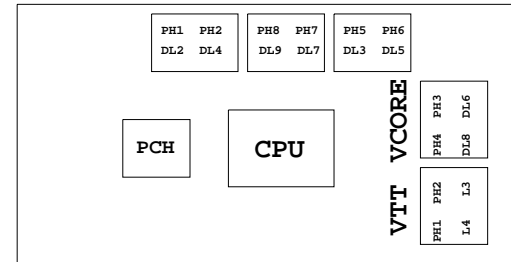 PH1 PH2 PH8 PH7 PH5 PH6
DL2 DL4 DL9 DL7 DL3 DL5
PCH
CPU
VCORE
PH3 DL6
PH4 DL8
VTT
PH2 L3
PH1 L4